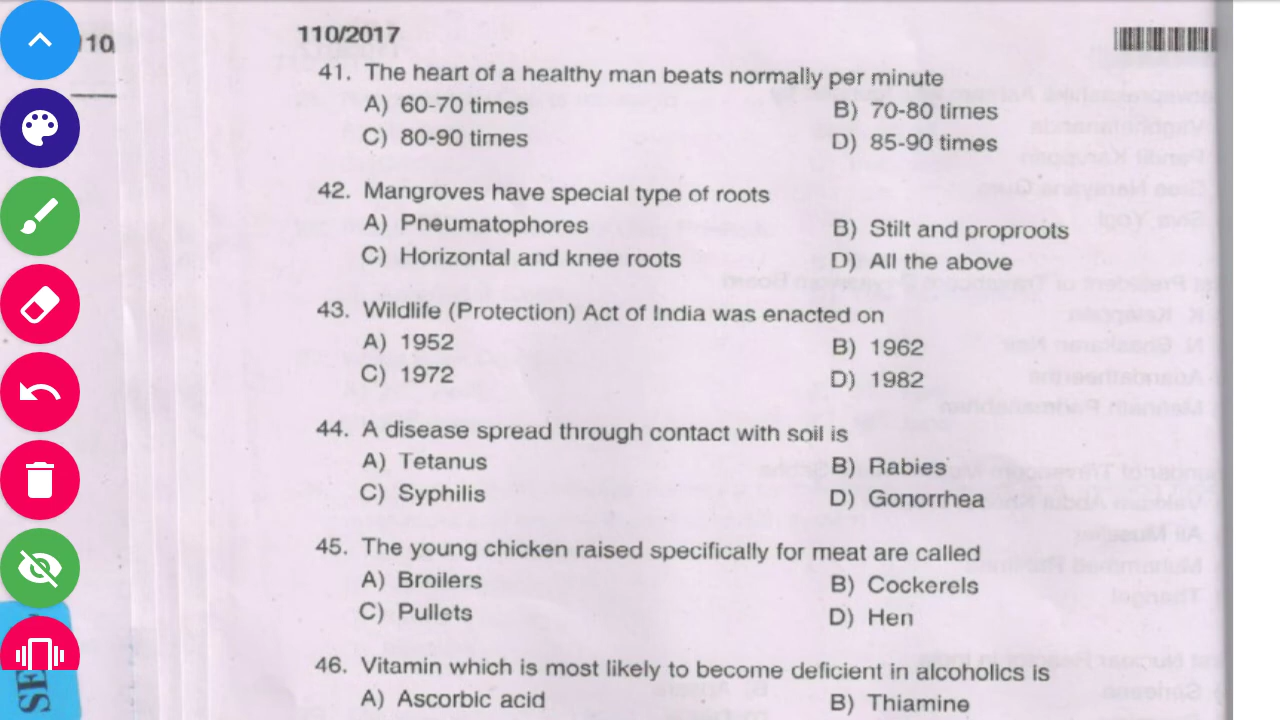 110
110/2017
41. The heart of a healthy man beats normally per minute
A) 60-70 times B) 70-80 times
C) 80-90 times D) 85-90 times
42. Mangroves have special type of roots
A) Pneumatophores B) Stilt and proproots
C) Horizontal and knee roots D) All the above
43. Wildlife (Protection) Act of India was enacted on
A) 1952 B) 1962
C) 1972 D) 1982
44. A disease spread through contact with soil is
A) Tetanus B) Rabies
C) Syphilis D) Gonorrhea
45. The young chicken raised specifically for meat are called
A) Broilers B) Cockerels
C) Pullets D) Hen
46. Vitamin which is most likely to become deficient in alcoholics is
A) Ascorbic acid B) Thiamine